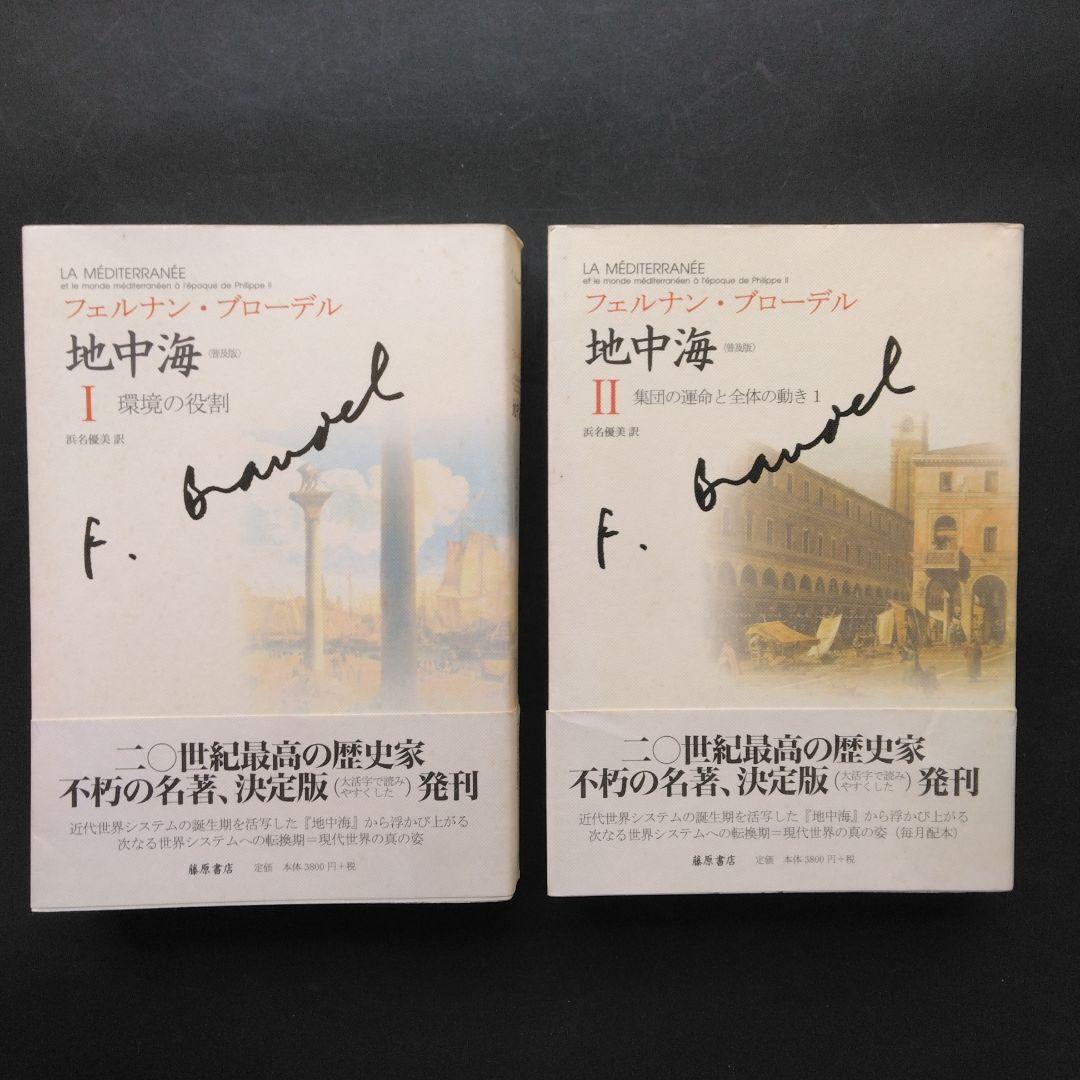 LA MÉDITERRANÉE
et le monde méditerranéen à l'époque de Philippe II
フェルナン・ブローデル
地中海〈普及版〉
I 環境の役割
浜名優美 訳
F. Braudel
二〇世紀最高の歴史家
不朽の名著、決定版(大活字で読みやすくした)発刊
近代世界システムの誕生期を活写した『地中海』から浮かび上がる
次なる世界システムへの転換期=現代世界の真の姿
藤原書店 定価 本体 3800 円+税
LA MÉDITERRANÉE
et le monde méditerranéen à l'époque de Philippe II
フェルナン・ブローデル
地中海〈普及版〉
II 集団の運命と全体の動き 1
浜名優美 訳
F. Braudel
二〇世紀最高の歴史家
不朽の名著、決定版(大活字で読みやすくした)発刊
近代世界システムの誕生期を活写した『地中海』から浮かび上がる
次なる世界システムへの転換期=現代世界の真の姿(毎月配本)
藤原書店 定価 本体 3800 円+税